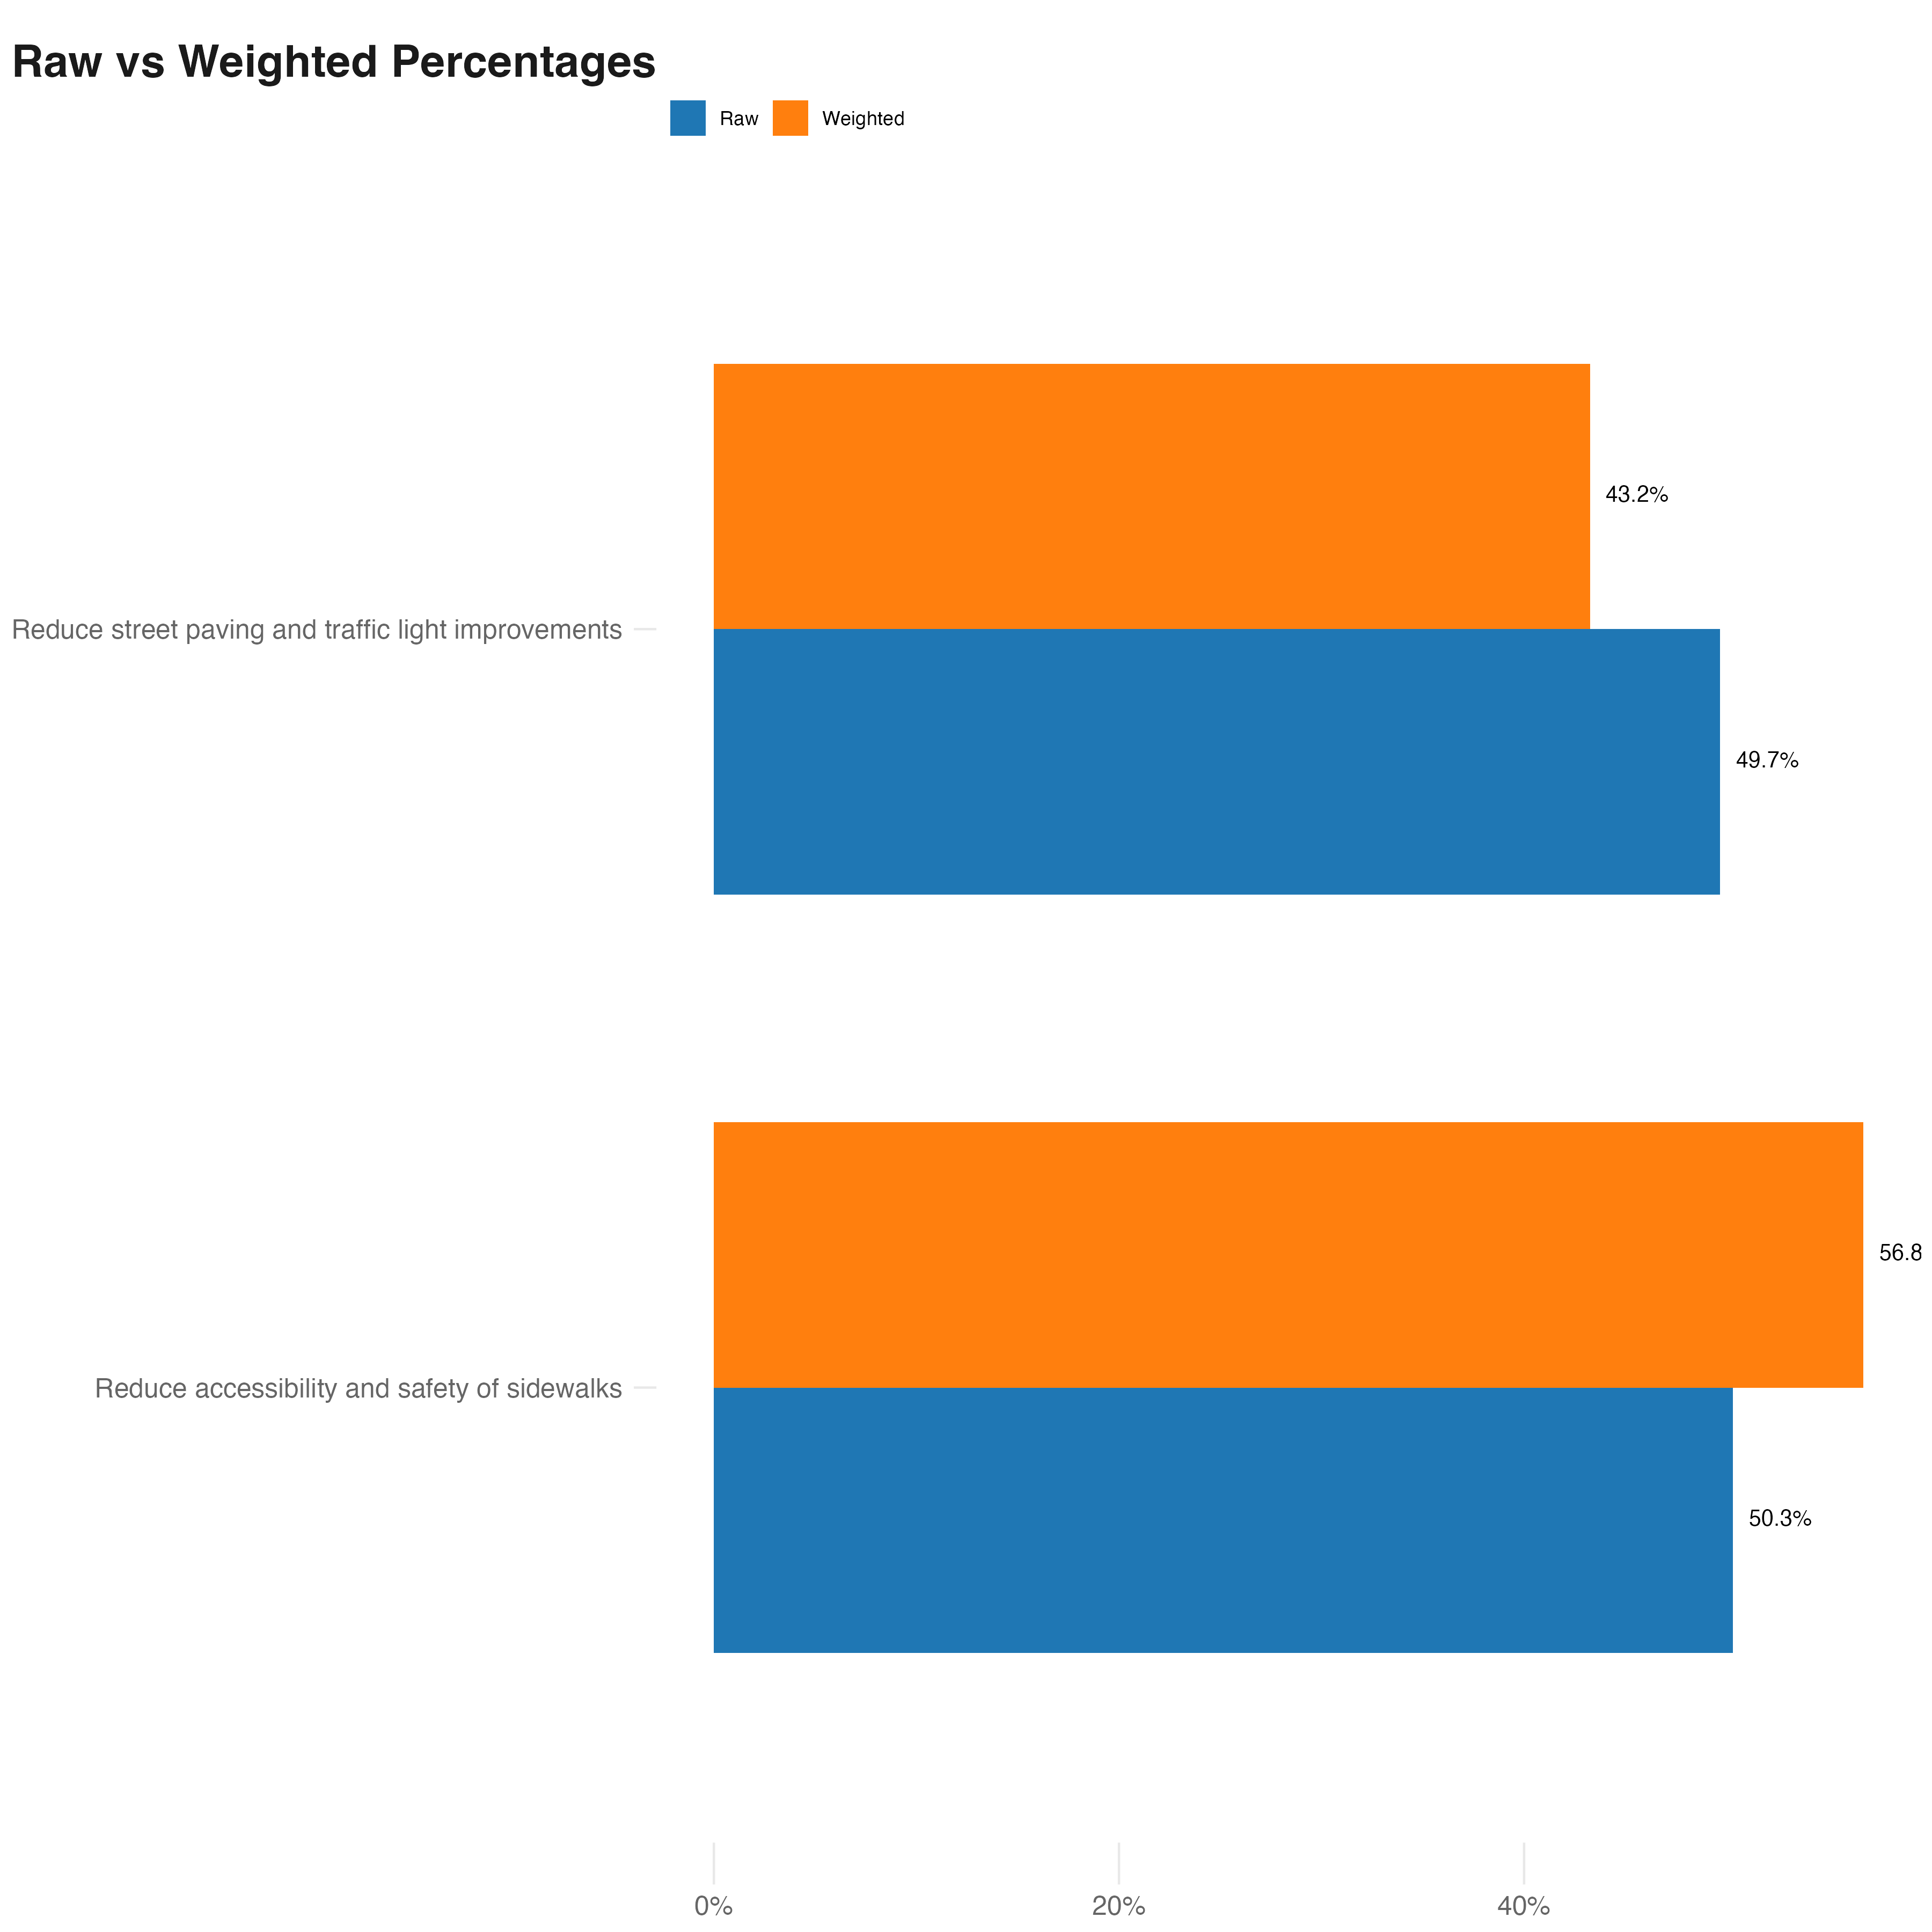 Raw vs Weighted Percentages
Raw Weighted
43.2%
Reduce street paving and traffic light improvements
49.7%
56.8
Reduce accessibility and safety of sidewalks
50.3%
0% 20% 40%